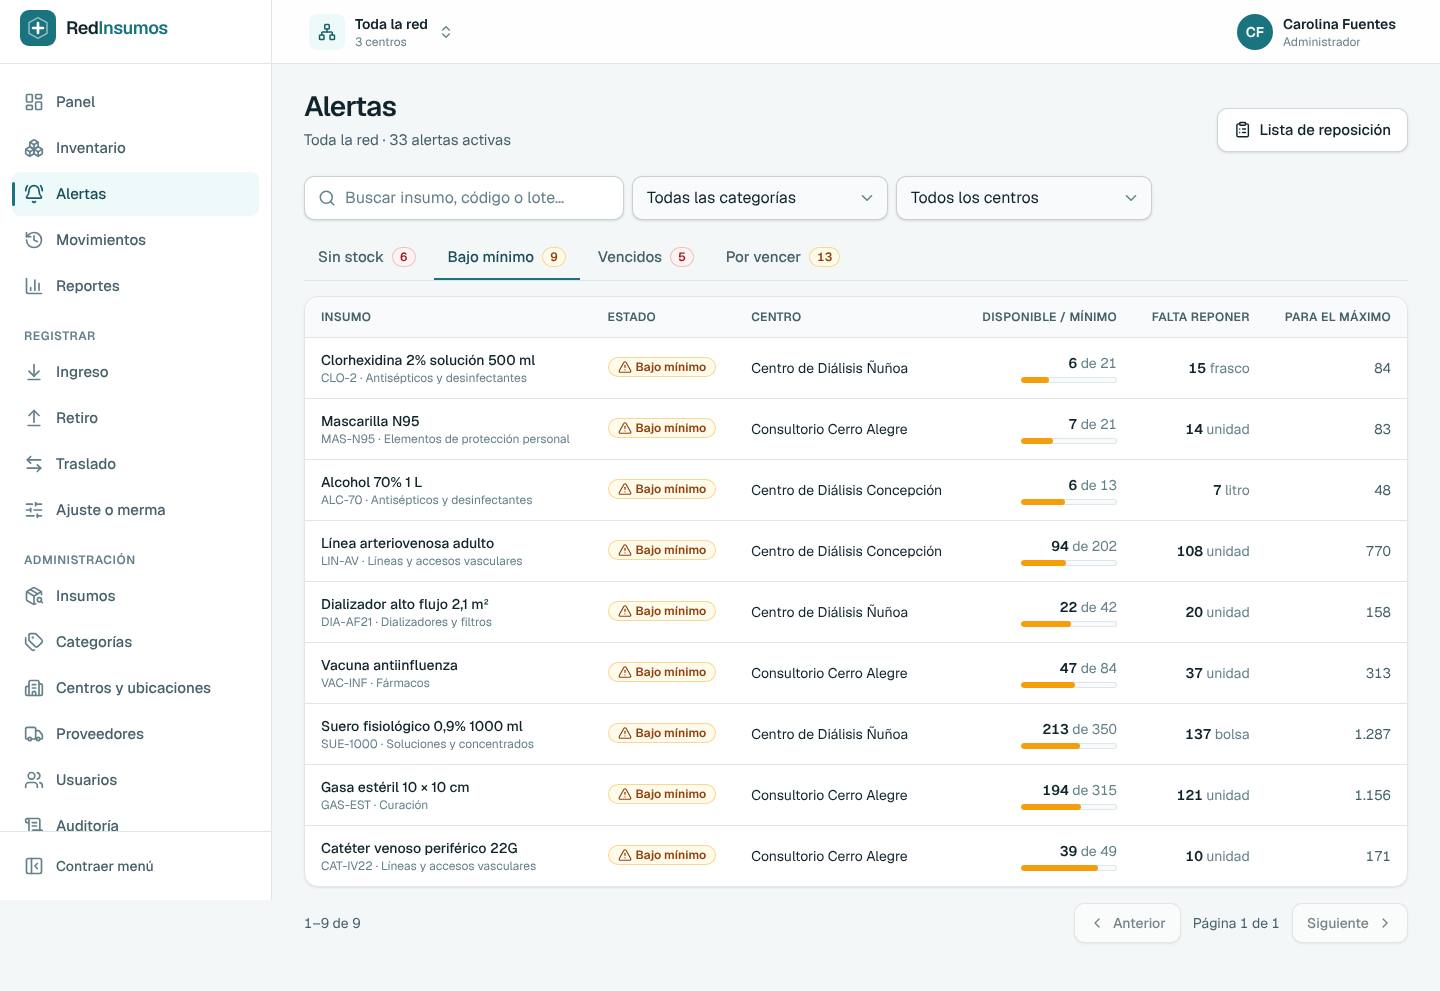 RedInsumos
Toda la red
3 centros
CF
Carolina Fuentes
Administrador
Panel
Inventario
Alertas
Movimientos
Reportes
REGISTRAR
Ingreso
Retiro
Traslado
Ajuste o merma
ADMINISTRACIÓN
Insumos
Categorías
Centros y ubicaciones
Proveedores
Usuarios
Auditoría
Contraer menú
Alertas
Toda la red · 33 alertas activas
Lista de reposición
Buscar insumo, código o lote...
Todas las categorías
Todos los centros
Sin stock 6
Bajo mínimo 9
Vencidos 5
Por vencer 13
INSUMO ESTADO CENTRO DISPONIBLE / MÍNIMO FALTA REPONER PARA EL MÁXIMO
Clorhexidina 2% solución 500 ml
CLO-2 · Antisépticos y desinfectantes
Bajo mínimo
Centro de Diálisis Ñuñoa
6 de 21
15 frasco
84
Mascarilla N95
MAS-N95 · Elementos de protección personal
Bajo mínimo
Consultorio Cerro Alegre
7 de 21
14 unidad
83
Alcohol 70% 1 L
ALC-70 · Antisépticos y desinfectantes
Bajo mínimo
Centro de Diálisis Concepción
6 de 13
7 litro
48
Línea arteriovenosa adulto
LIN-AV · Líneas y accesos vasculares
Bajo mínimo
Centro de Diálisis Concepción
94 de 202
108 unidad
770
Dializador alto flujo 2,1 m²
DIA-AF21 · Dializadores y filtros
Bajo mínimo
Centro de Diálisis Ñuñoa
22 de 42
20 unidad
158
Vacuna antiinfluenza
VAC-INF · Fármacos
Bajo mínimo
Consultorio Cerro Alegre
47 de 84
37 unidad
313
Suero fisiológico 0,9% 1000 ml
SUE-1000 · Soluciones y concentrados
Bajo mínimo
Centro de Diálisis Ñuñoa
213 de 350
137 bolsa
1.287
Gasa estéril 10 × 10 cm
GAS-EST · Curación
Bajo mínimo
Consultorio Cerro Alegre
194 de 315
121 unidad
1.156
Catéter venoso periférico 22G
CAT-IV22 · Líneas y accesos vasculares
Bajo mínimo
Consultorio Cerro Alegre
39 de 49
10 unidad
171
1–9 de 9
Anterior
Página 1 de 1
Siguiente